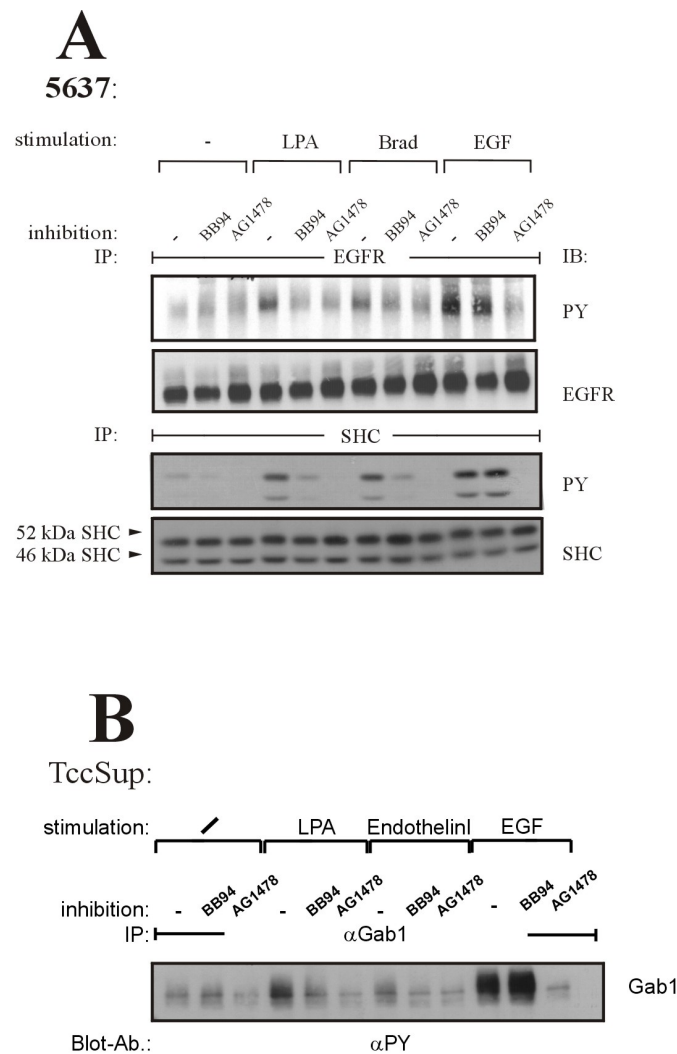 A
5637:
stimulation: - LPA Brad EGF
inhibition: - BB94 AG1478 - BB94 AG1478 - BB94 AG1478 - BB94 AG1478
IP: EGFR IB:
PY
EGFR
IP: SHC
PY
52 kDa SHC
46 kDa SHC
SHC
B
TccSup:
stimulation: / LPA EndothelinI EGF
inhibition: - BB94 AG1478 - BB94 AG1478 - BB94 AG1478 - BB94 AG1478
IP: αGab1
Gab1
Blot-Ab.: αPY